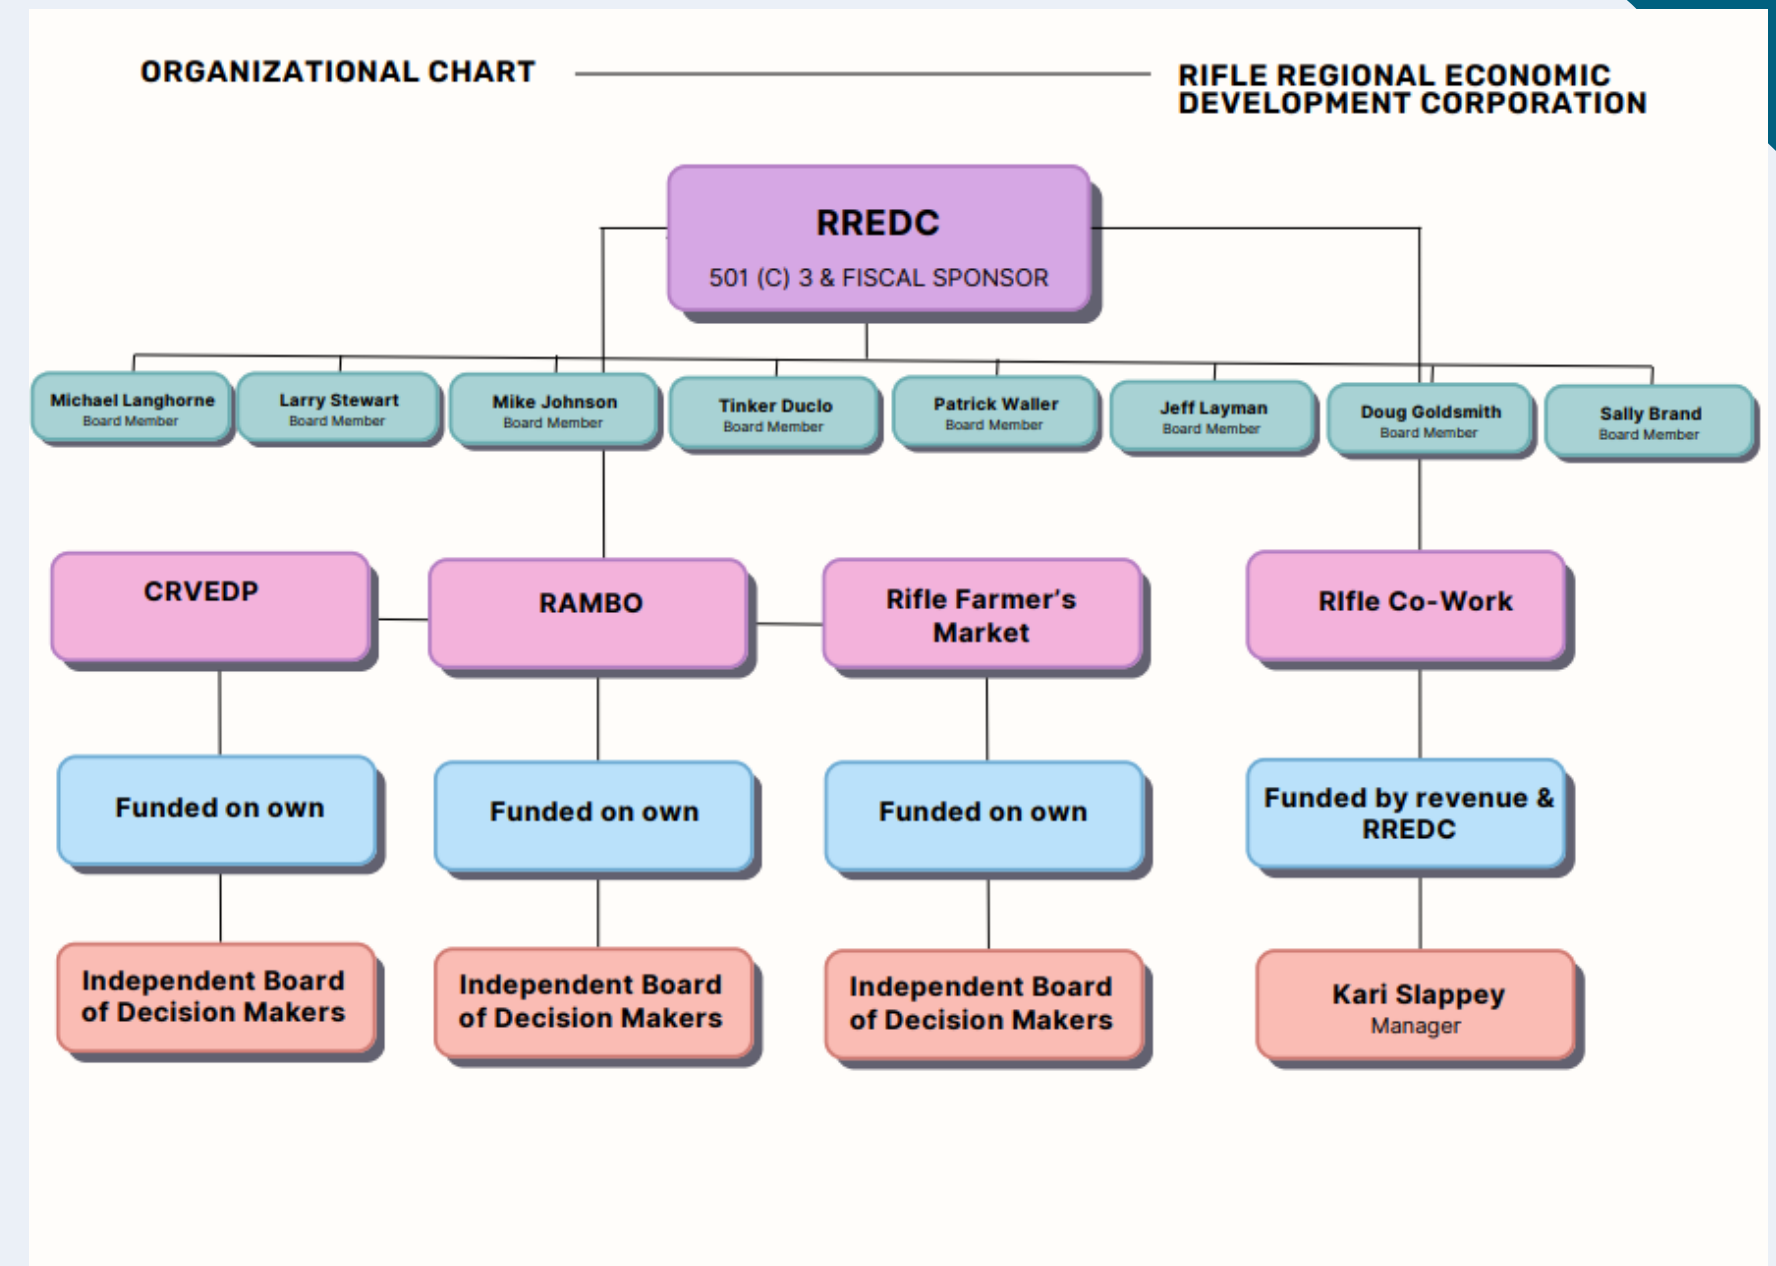 ORGANIZATIONAL CHART
RIFLE REGIONAL ECONOMIC
DEVELOPMENT CORPORATION
RREDC
501 (C) 3 & FISCAL SPONSOR
Michael Langhorne
Board Member
Larry Stewart
Board Member
Mike Johnson
Board Member
Tinker Duclo
Board Member
Patrick Waller
Board Member
Jeff Layman
Board Member
Doug Goldsmith
Board Member
Sally Brand
Board Member
CRVEDP
RAMBO
Rifle Farmer's
Market
RIfle Co-Work
Funded on own
Funded on own
Funded on own
Funded by revenue &
RREDC
Independent Board
of Decision Makers
Independent Board
of Decision Makers
Independent Board
of Decision Makers
Kari Slappey
Manager